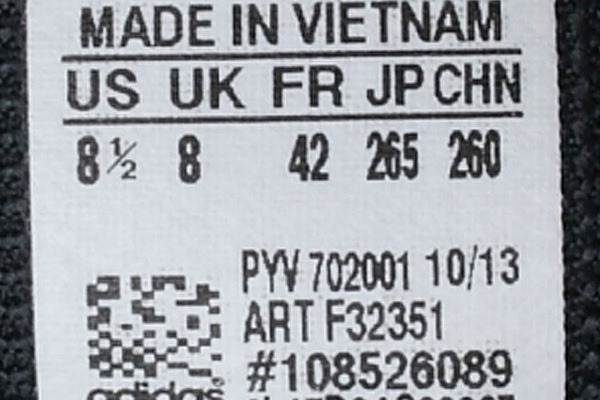 MADE IN VIETNAM
US UK FR JP CHN
8½ 8 42 265 260
PYV 702001 10/13
ART F32351
#108526089
adidas